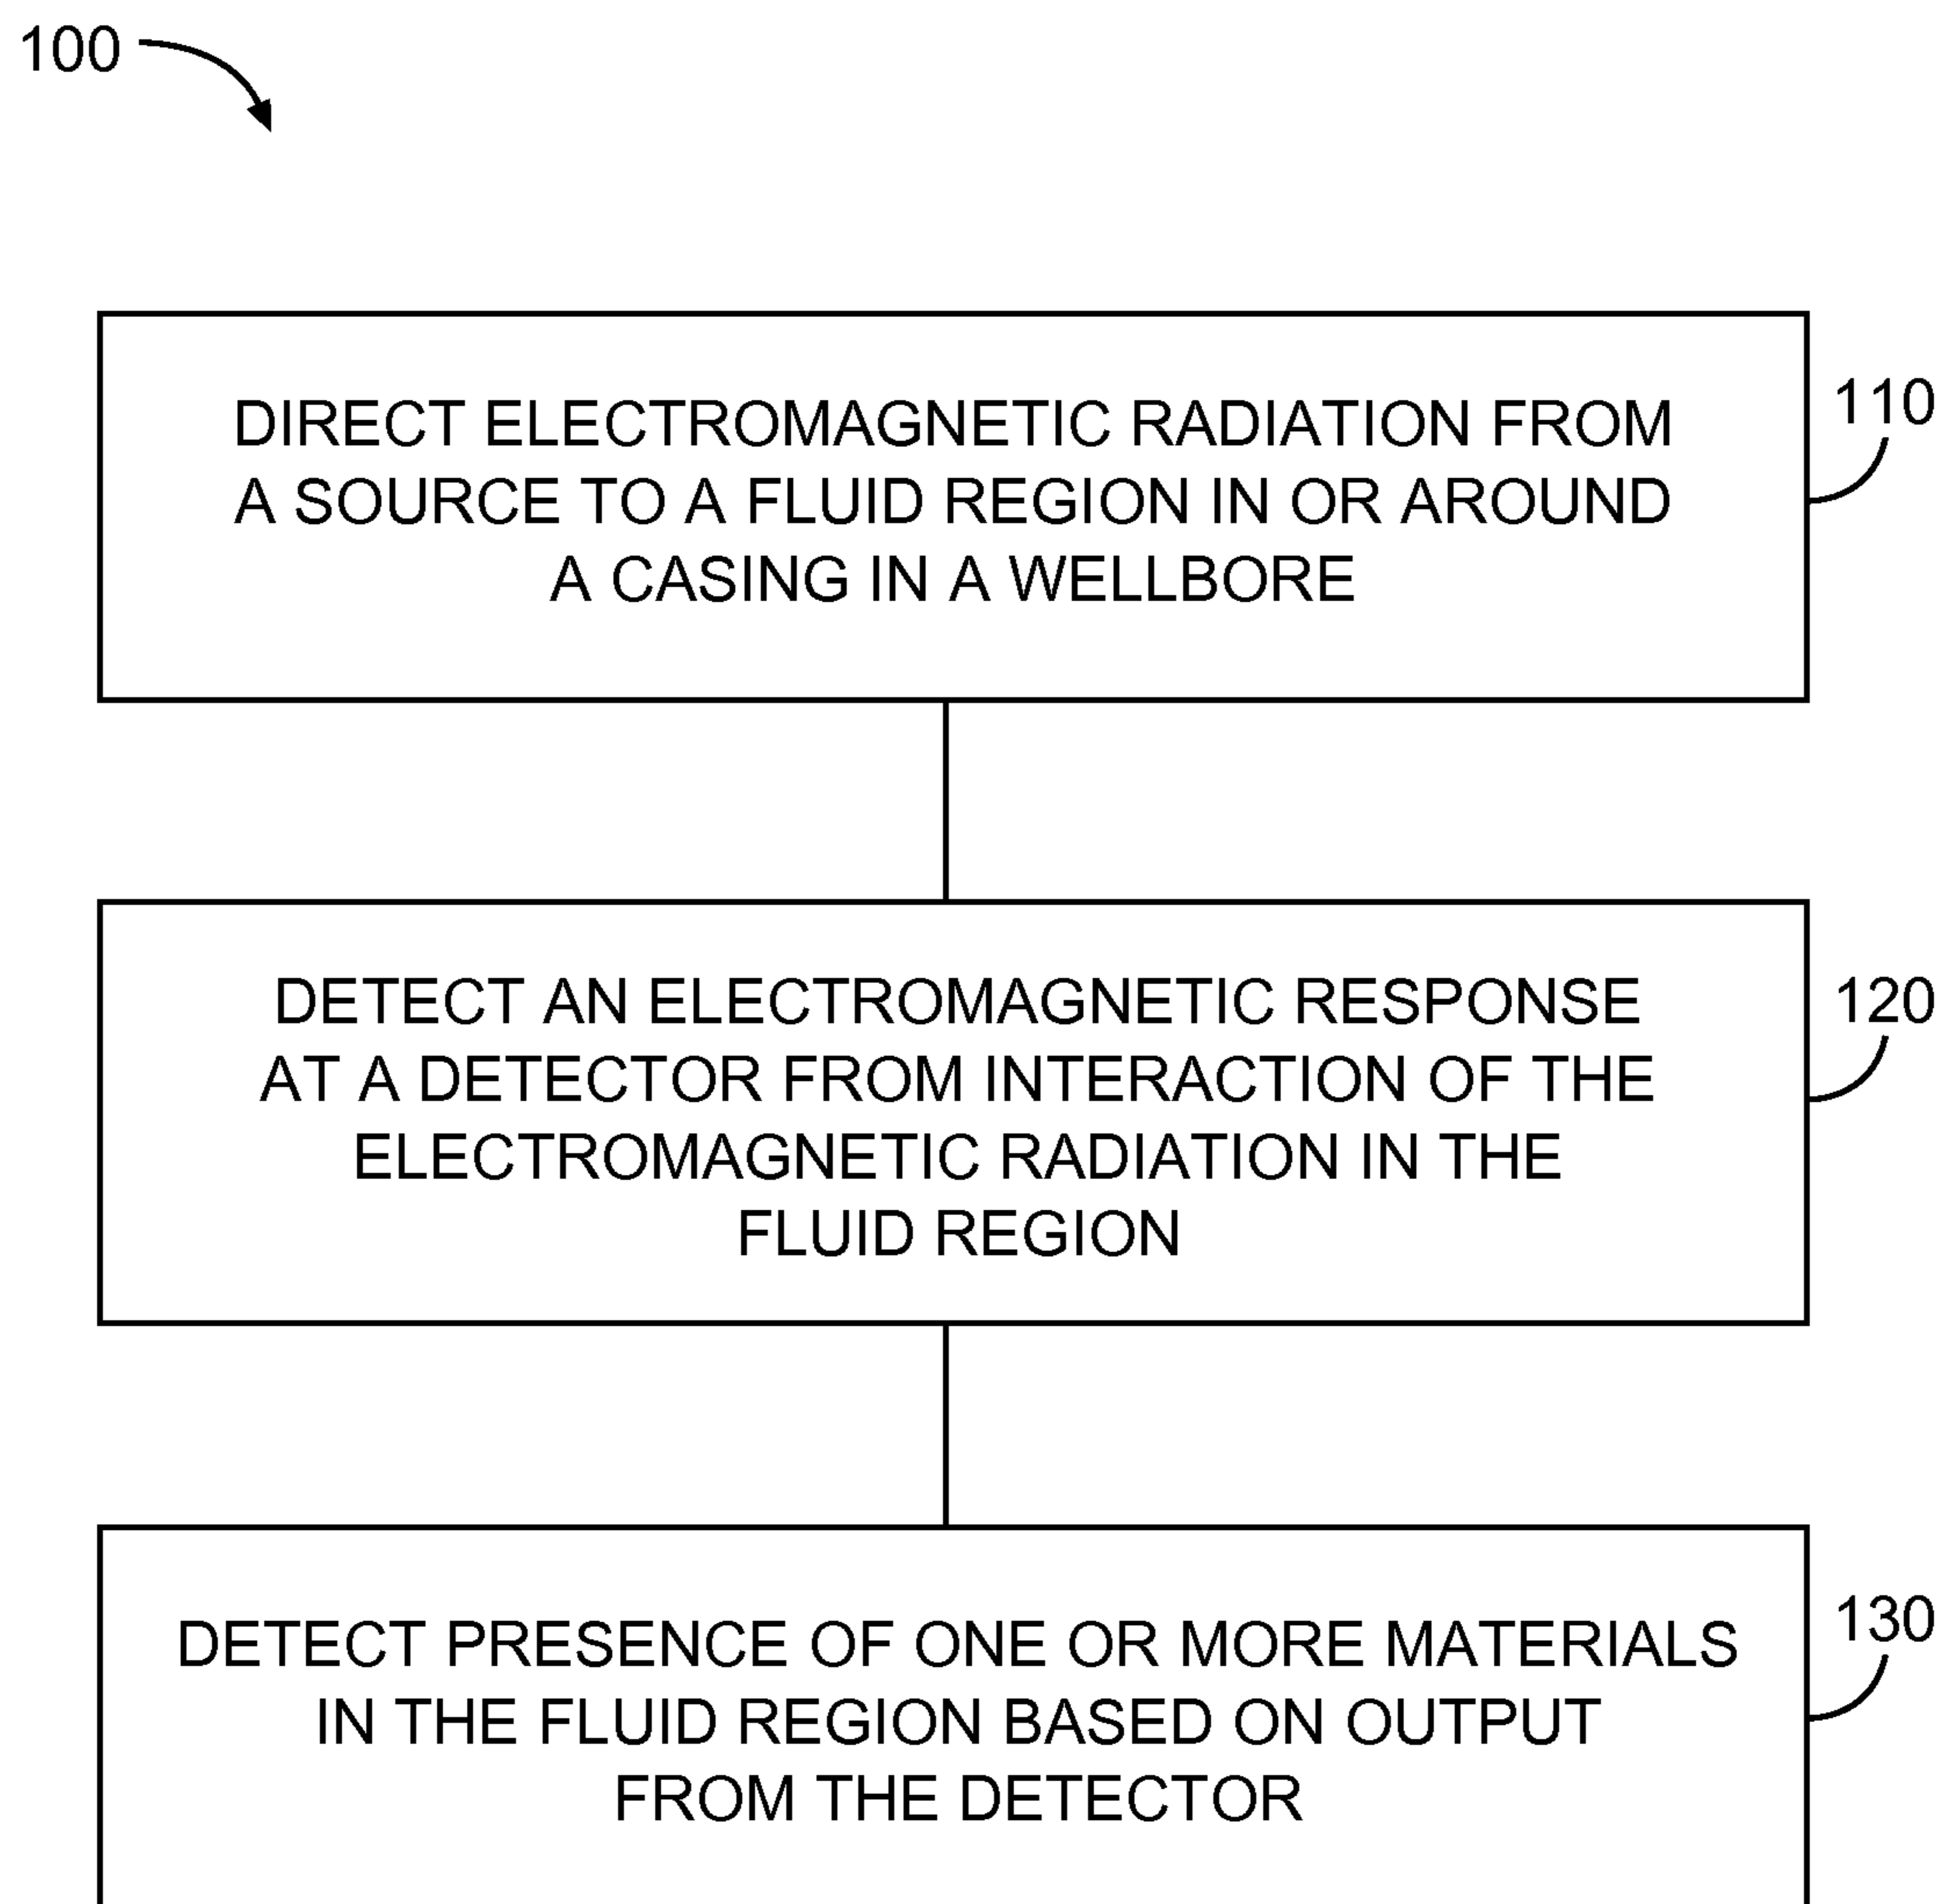 100
DIRECT ELECTROMAGNETIC RADIATION FROM
A SOURCE TO A FLUID REGION IN OR AROUND
A CASING IN A WELLBORE
110
DETECT AN ELECTROMAGNETIC RESPONSE
AT A DETECTOR FROM INTERACTION OF THE
ELECTROMAGNETIC RADIATION IN THE
FLUID REGION
120
DETECT PRESENCE OF ONE OR MORE MATERIALS
IN THE FLUID REGION BASED ON OUTPUT
FROM THE DETECTOR
130